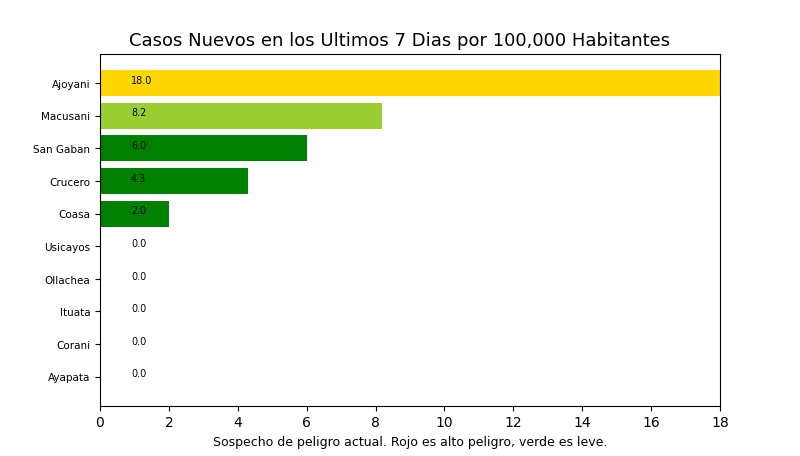 Casos Nuevos en los Ultimos 7 Dias por 100,000 Habitantes
Ajoyani 18.0
Macusani 8.2
San Gaban 6.0
Crucero 4.3
Coasa 2.0
Usicayos 0.0
Ollachea 0.0
Ituata 0.0
Corani 0.0
Ayapata 0.0
0 2 4 6 8 10 12 14 16 18
Sospecho de peligro actual. Rojo es alto peligro, verde es leve.